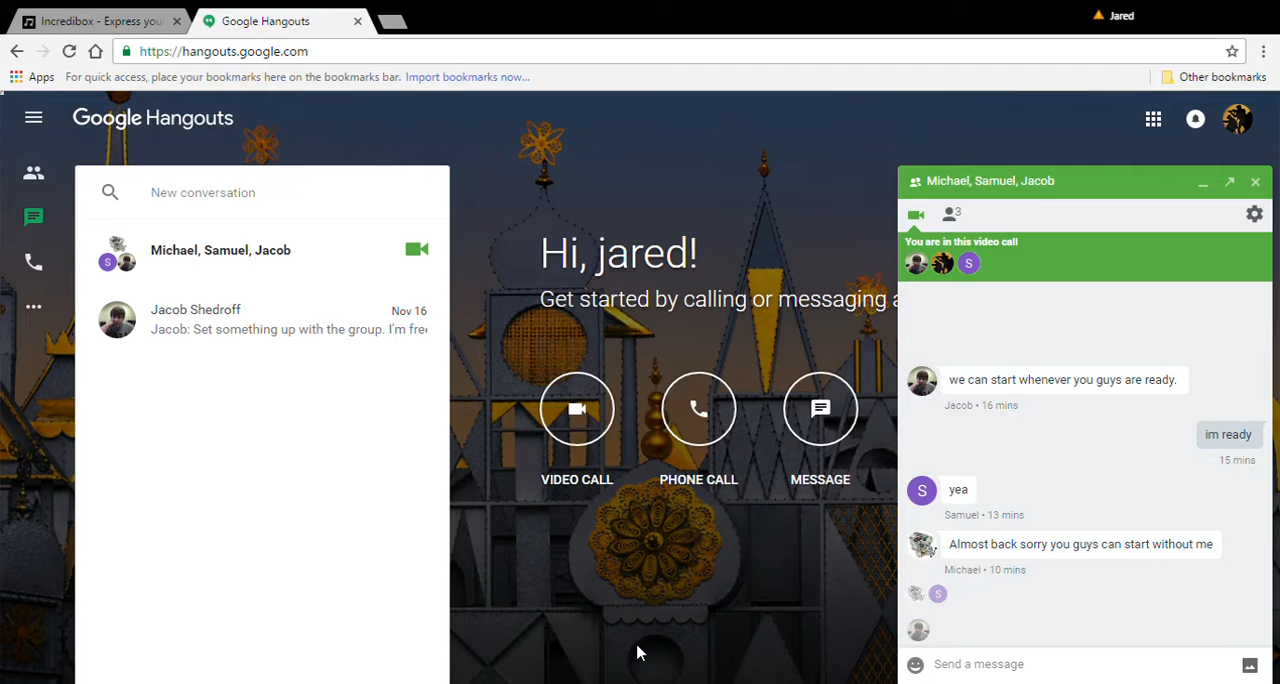 Incredibox - Express you
Google Hangouts
Jared
https://hangouts.google.com
Apps
For quick access, place your bookmarks here on the bookmarks bar. Import bookmarks now...
Other bookmarks
Google Hangouts
New conversation
S
Michael, Samuel, Jacob
Jacob Shedroff
Nov 16
Jacob: Set something up with the group. I'm free
Hi, jared!
Get started by calling or messaging a
VIDEO CALL
PHONE CALL
MESSAGE
Michael, Samuel, Jacob
3
You are in this video call
S
we can start whenever you guys are ready.
Jacob • 16 mins
im ready
15 mins
S
yea
Samuel • 13 mins
Almost back sorry you guys can start without me
Michael • 10 mins
S
Send a message